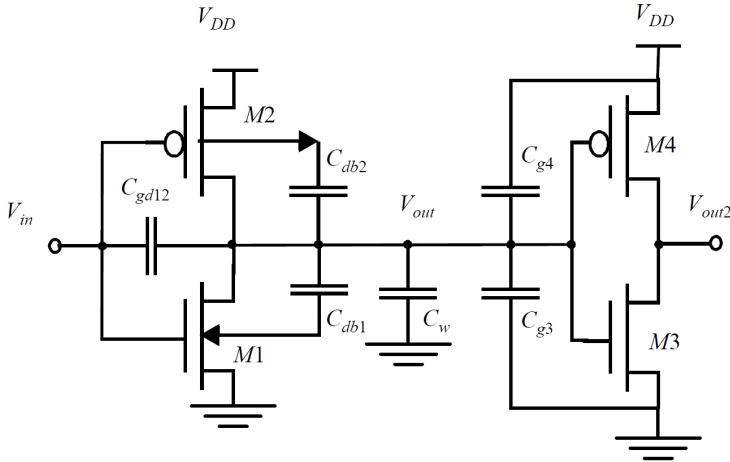 V_DD
V_DD
M2
M4
C_db2
C_g4
C_gd12
V_in
V_out
V_out2
C_db1
C_w
C_g3
M1
M3